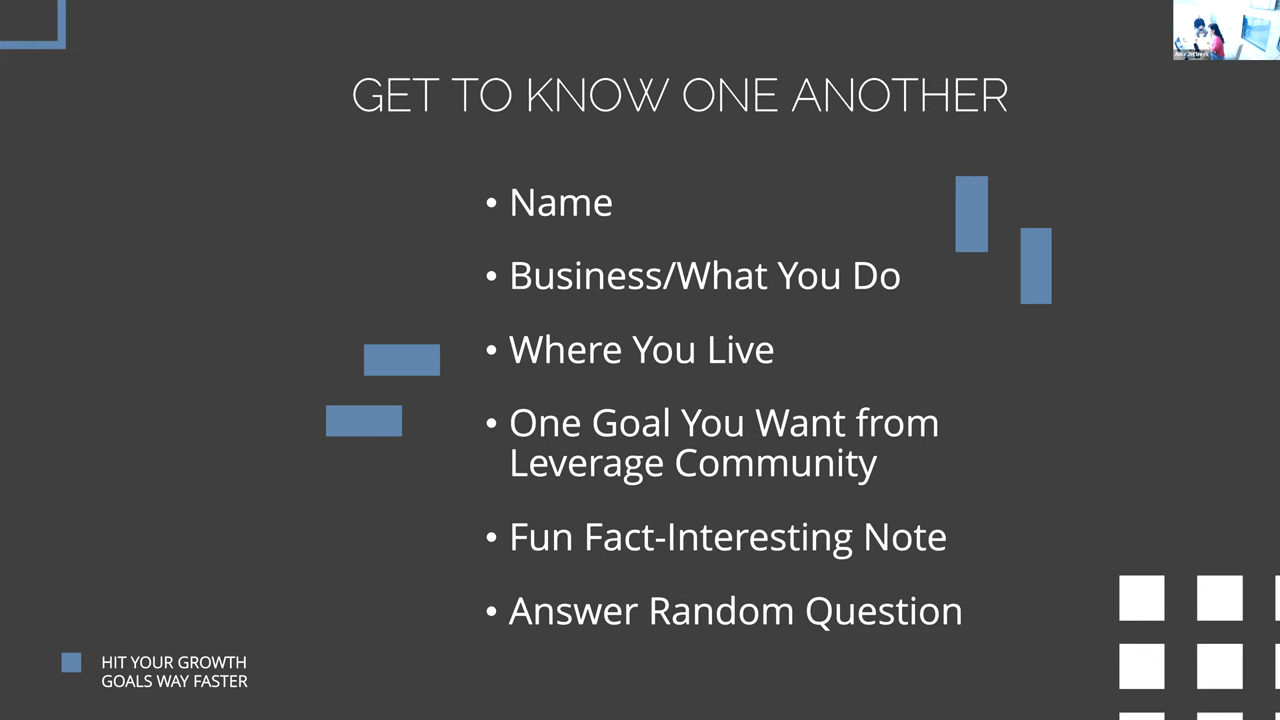 GET TO KNOW ONE ANOTHER
• Name
• Business/What You Do
• Where You Live
• One Goal You Want from
Leverage Community
• Fun Fact-Interesting Note
• Answer Random Question
HIT YOUR GROWTH
GOALS WAY FASTER